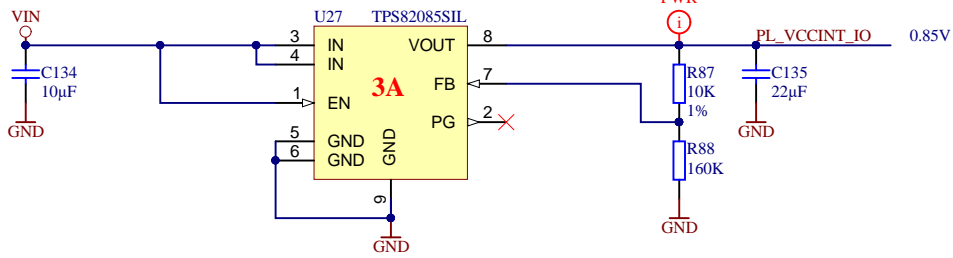 PWR
VIN
U27 TPS82085SIL
i
3 IN VOUT 8 PL_VCCINT_IO 0.85V
4 IN
C134
10µF
3A
FB 7
R87
10K
1%
C135
22µF
1 EN
PG 2
GND
GND
5 GND
6 GND
GND
R88
160K
9
GND
GND